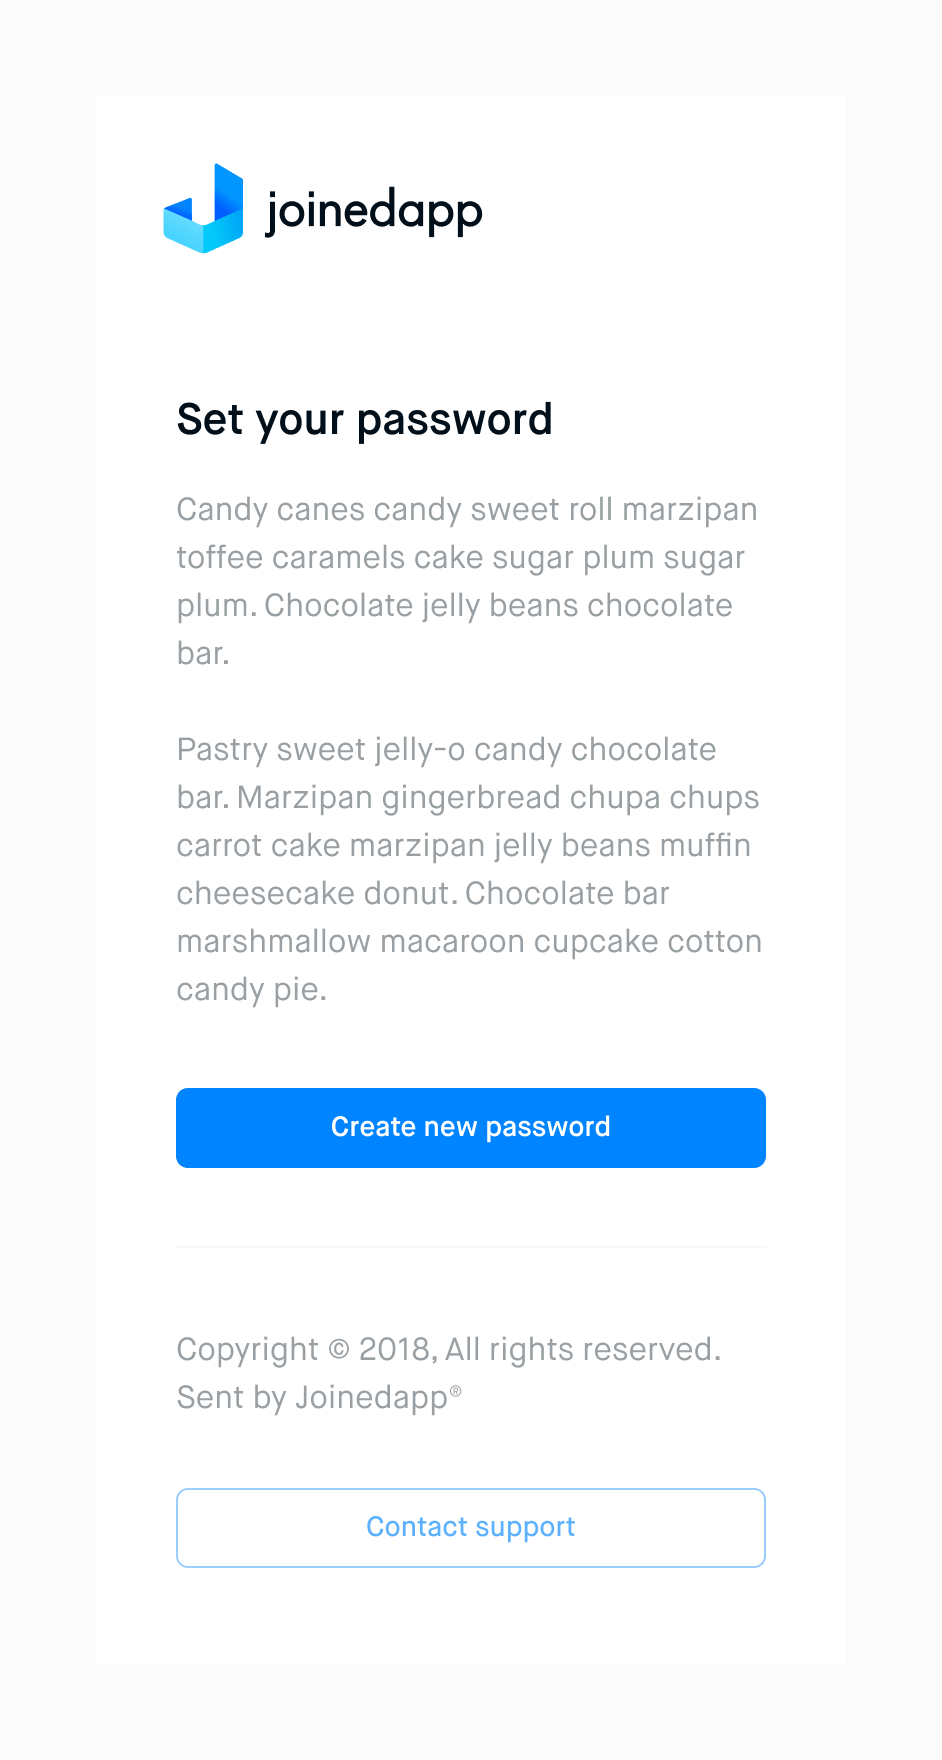 joinedapp
Set your password
Candy canes candy sweet roll marzipan
toffee caramels cake sugar plum sugar
plum. Chocolate jelly beans chocolate
bar.
Pastry sweet jelly-o candy chocolate
bar. Marzipan gingerbread chupa chups
carrot cake marzipan jelly beans muffin
cheesecake donut. Chocolate bar
marshmallow macaroon cupcake cotton
candy pie.
Create new password
Copyright © 2018, All rights reserved.
Sent by Joinedapp®
Contact support